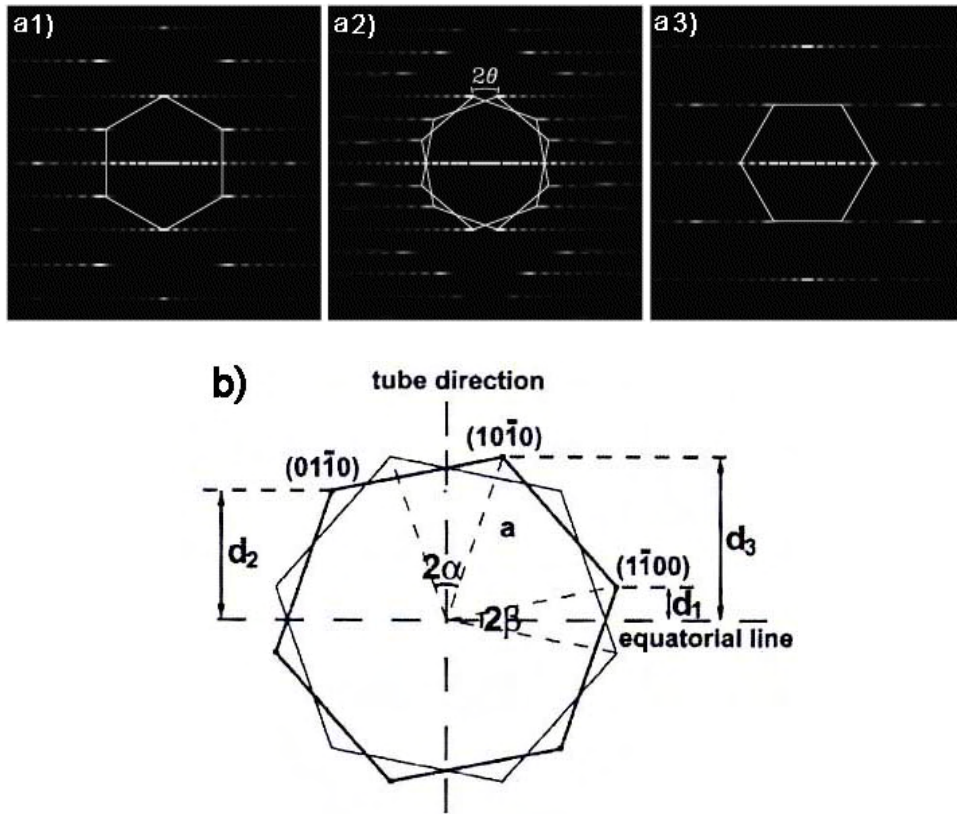 a1)
a2)
a3)
2θ
b)
tube direction
(011̄0)
(101̄0)
d₂
a
d₃
2α
(11̄00)
d₁
2β
equatorial line